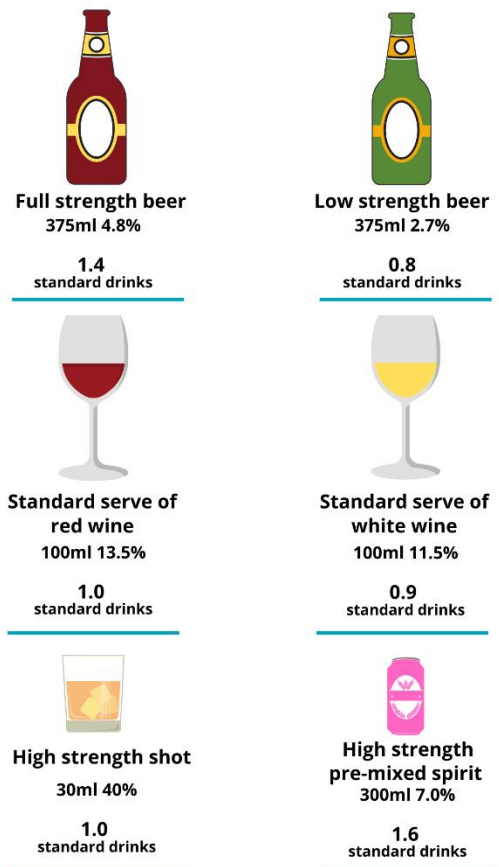 Full strength beer
375ml 4.8%
1.4
standard drinks
Low strength beer
375ml 2.7%
0.8
standard drinks
Standard serve of
red wine
100ml 13.5%
1.0
standard drinks
Standard serve of
white wine
100ml 11.5%
0.9
standard drinks
High strength shot
30ml 40%
1.0
standard drinks
High strength
pre-mixed spirit
300ml 7.0%
1.6
standard drinks